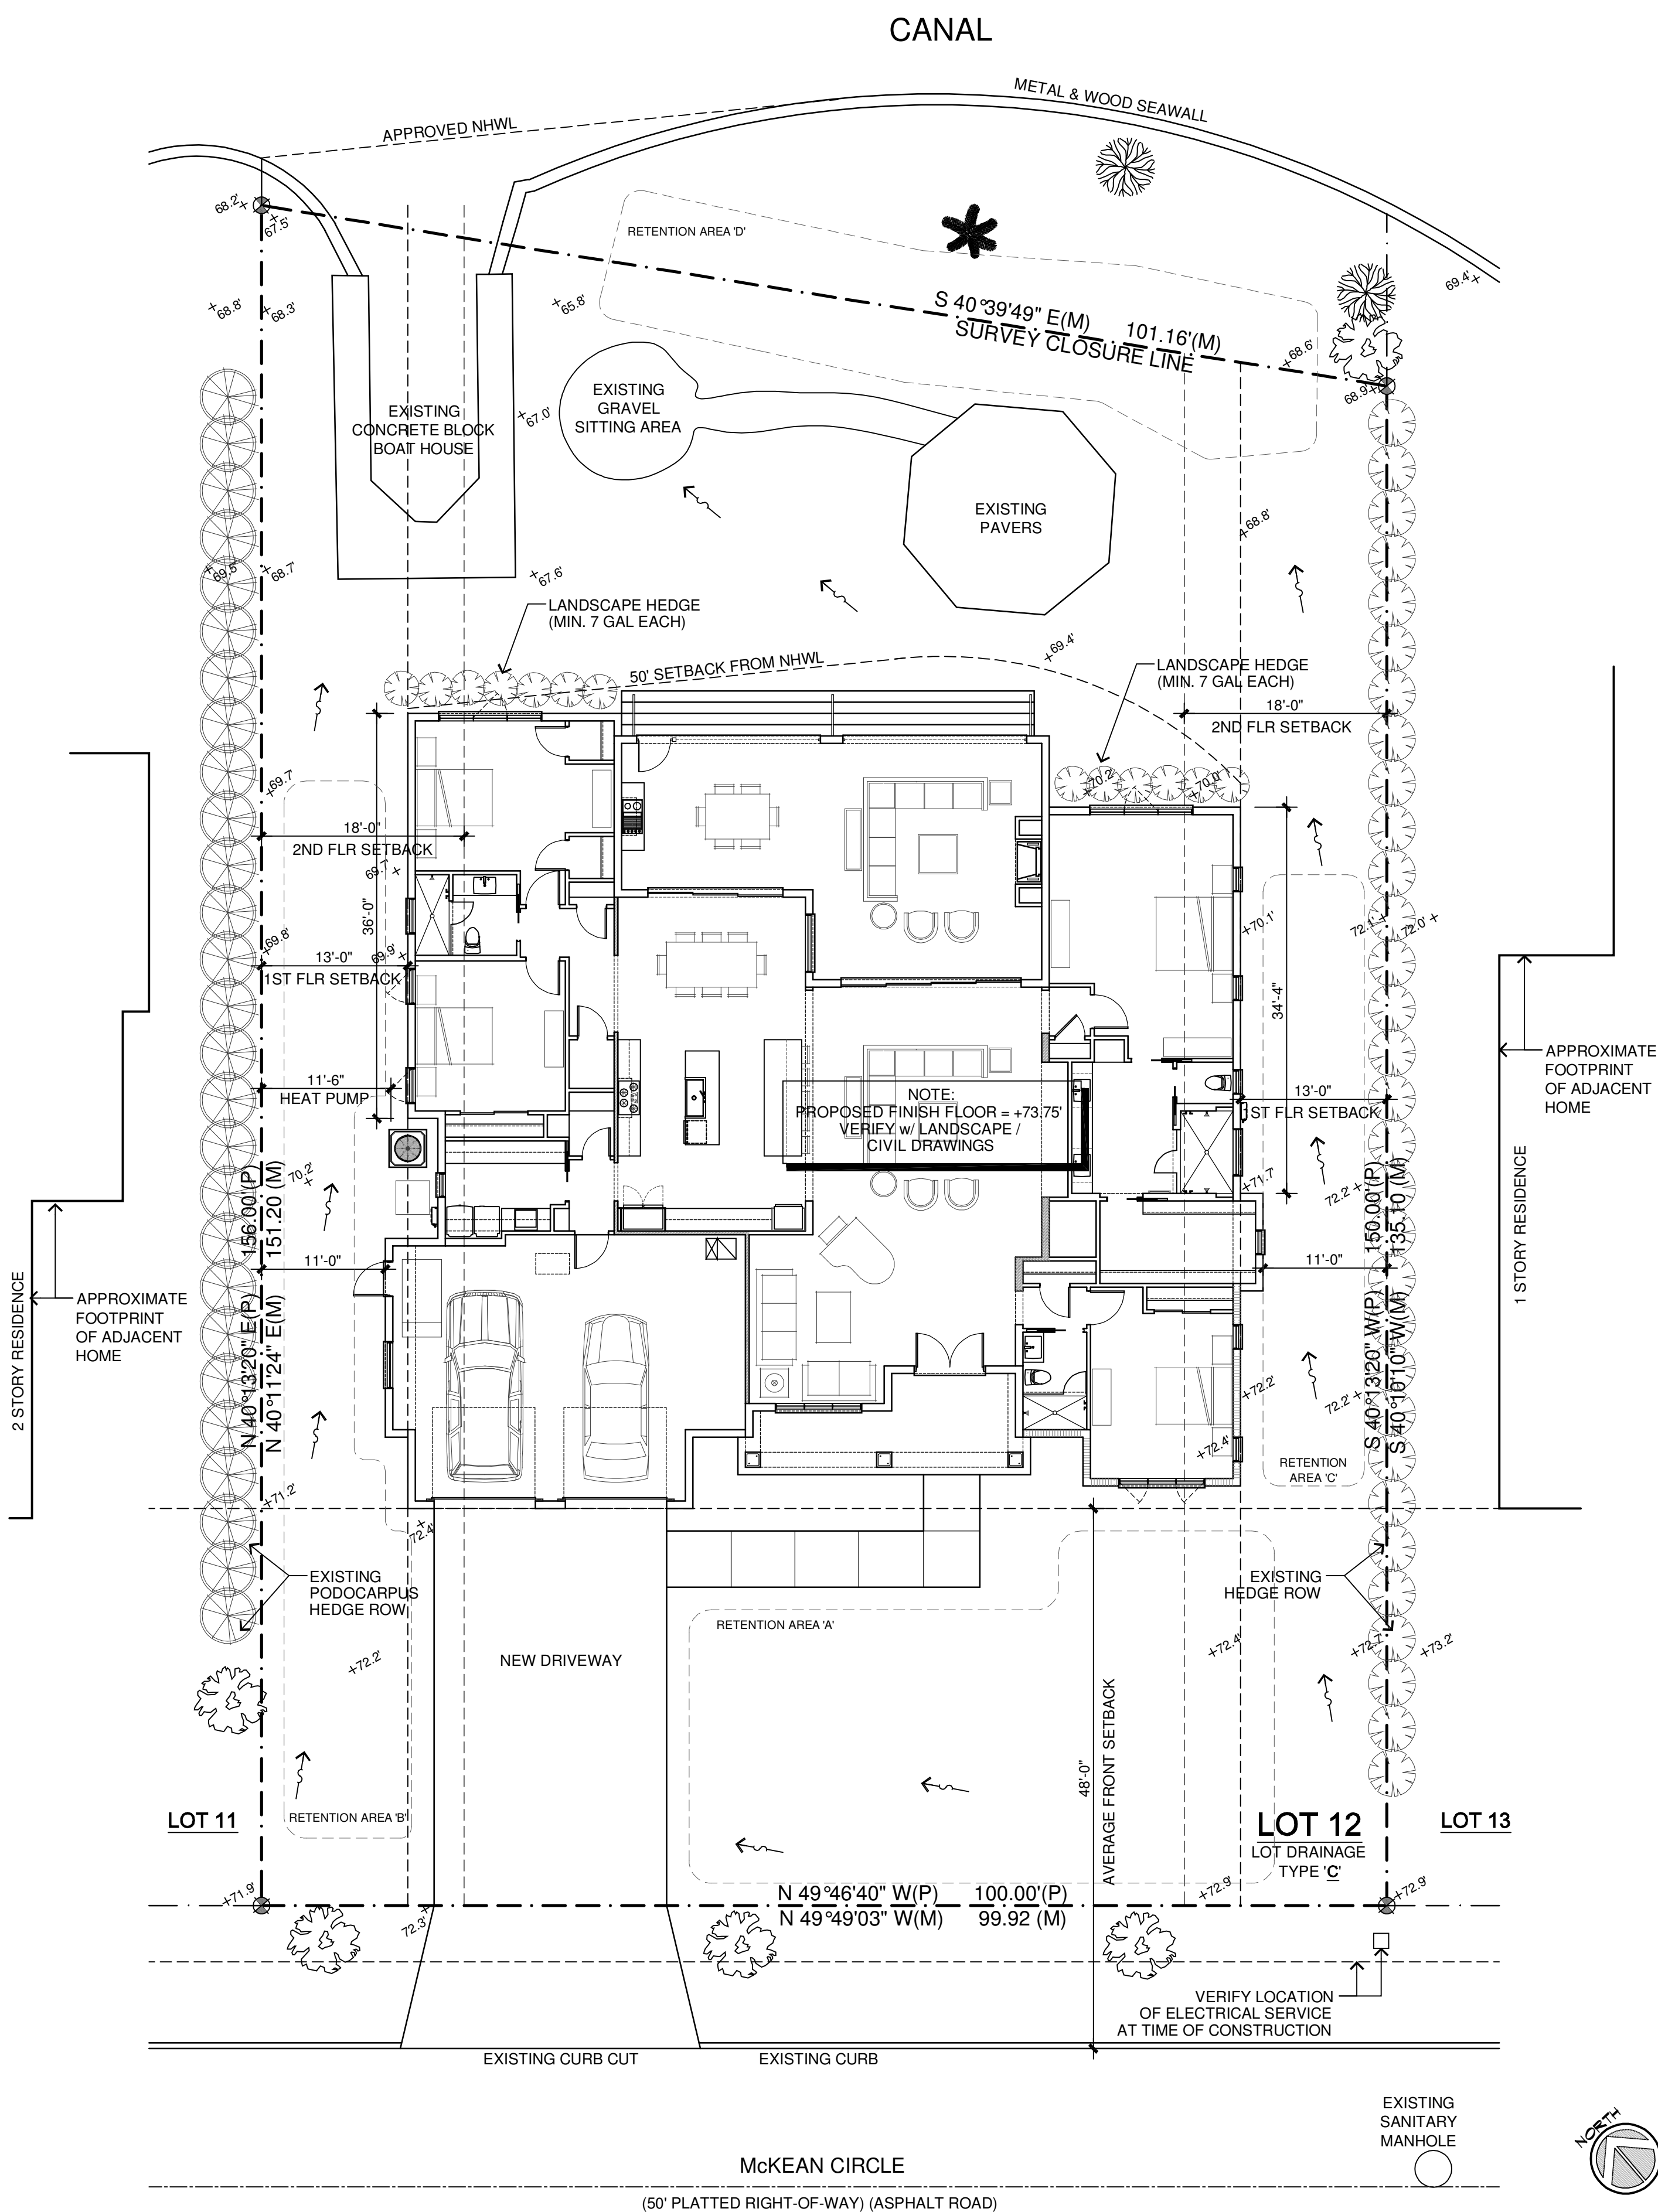 CANAL
METAL & WOOD SEAWALL
APPROVED NHWL
68.2'
67.5'
RETENTION AREA 'D'
69.4'
68.8'
68.3'
65.8'
S 40°39'49" E(M) 101.16'(M)
SURVEY CLOSURE LINE
68.6'
68.9'
EXISTING
CONCRETE BLOCK
BOAT HOUSE
67.0'
EXISTING
GRAVEL
SITTING AREA
EXISTING
PAVERS
68.8'
69.5'
68.7'
67.6'
LANDSCAPE HEDGE
(MIN. 7 GAL EACH)
50' SETBACK FROM NHWL
69.4'
LANDSCAPE HEDGE
(MIN. 7 GAL EACH)
18'-0"
2ND FLR SETBACK
69.7'
70.2'
70.0'
18'-0"
2ND FLR SETBACK
69.7'
36'-0"
69.8'
69.9'
13'-0"
1ST FLR SETBACK
70.1'
72.1'
72.0'
34'-4"
11'-6"
HEAT PUMP
NOTE:
PROPOSED FINISH FLOOR = +73.75'
VERIFY w/ LANDSCAPE /
CIVIL DRAWINGS
13'-0"
ST FLR SETBACK
APPROXIMATE
FOOTPRINT
OF ADJACENT
HOME
1 STORY RESIDENCE
70.2'
71.7'
72.2'
11'-0"
11'-0"
N 40°13'20" E(P) 156.00'(P)
N 40°11'24" E(M) 151.20 (M)
S 40°13'20" W(P) 150.00'(P)
S 40°10'10" W(M) 135.10 (M)
2 STORY RESIDENCE
APPROXIMATE
FOOTPRINT
OF ADJACENT
HOME
72.2'
72.2'
72.4'
RETENTION
AREA 'C'
71.2'
72.4'
EXISTING
PODOCARPUS
HEDGE ROW
EXISTING
HEDGE ROW
RETENTION AREA 'A'
72.2'
NEW DRIVEWAY
72.4'
72.7'
73.2'
48'-0"
AVERAGE FRONT SETBACK
LOT 11
RETENTION AREA 'B'
LOT 12
LOT DRAINAGE
TYPE 'C'
LOT 13
71.9'
72.3'
N 49°46'40" W(P) 100.00'(P)
N 49°49'03" W(M) 99.92 (M)
72.9'
72.9'
VERIFY LOCATION
OF ELECTRICAL SERVICE
AT TIME OF CONSTRUCTION
EXISTING CURB CUT
EXISTING CURB
EXISTING
SANITARY
MANHOLE
NORTH
McKEAN CIRCLE
(50' PLATTED RIGHT-OF-WAY) (ASPHALT ROAD)